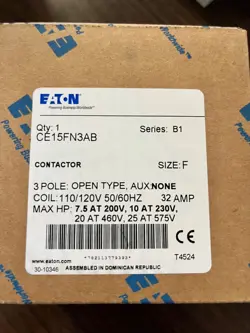 EATON
Powering Business Worldwide
Qty: 1 Series: B1
CE15FN3AB
CONTACTOR SIZE: F
3 POLE: OPEN TYPE, AUX:NONE
COIL: 110/120V 50/60HZ 32 AMP
MAX HP: 7.5 AT 200V, 10 AT 230V,
20 AT 460V, 25 AT 575V
T4524
30-10346 ASSEMBLED IN DOMINICAN REPUBLIC
www.eaton.com